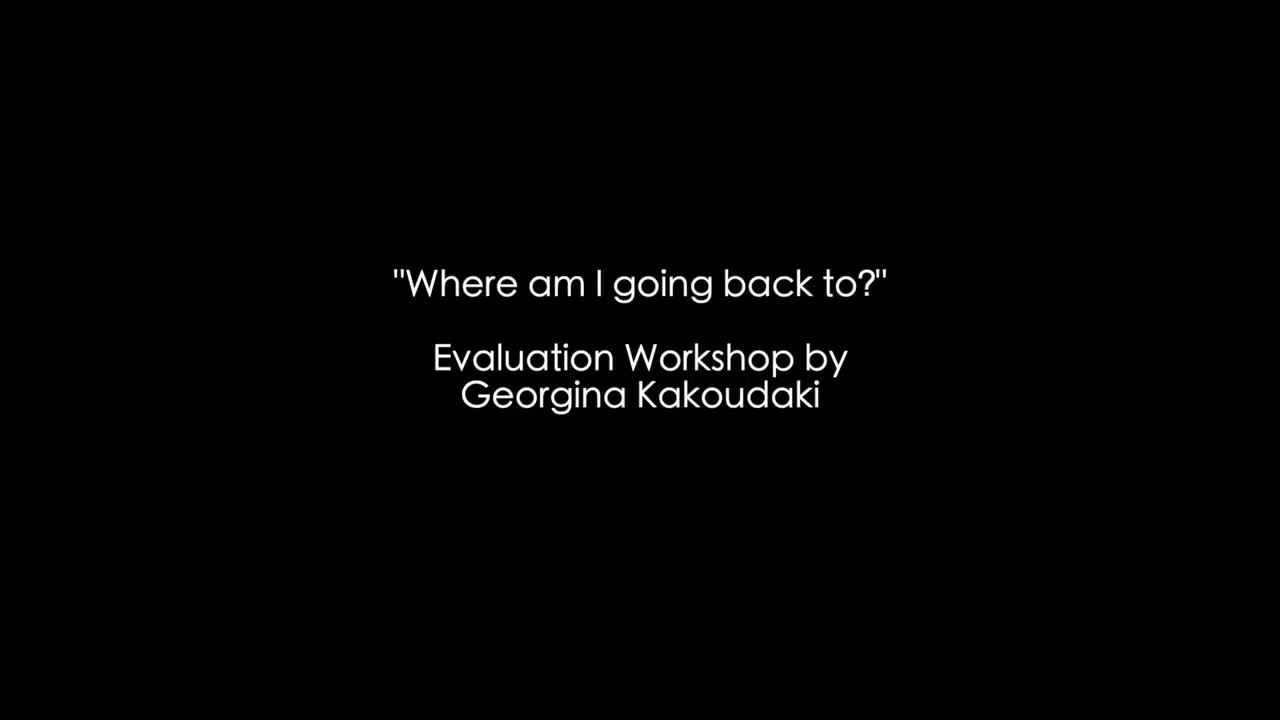 "Where am I going back to?"
Evaluation Workshop by
Georgina Kakoudaki